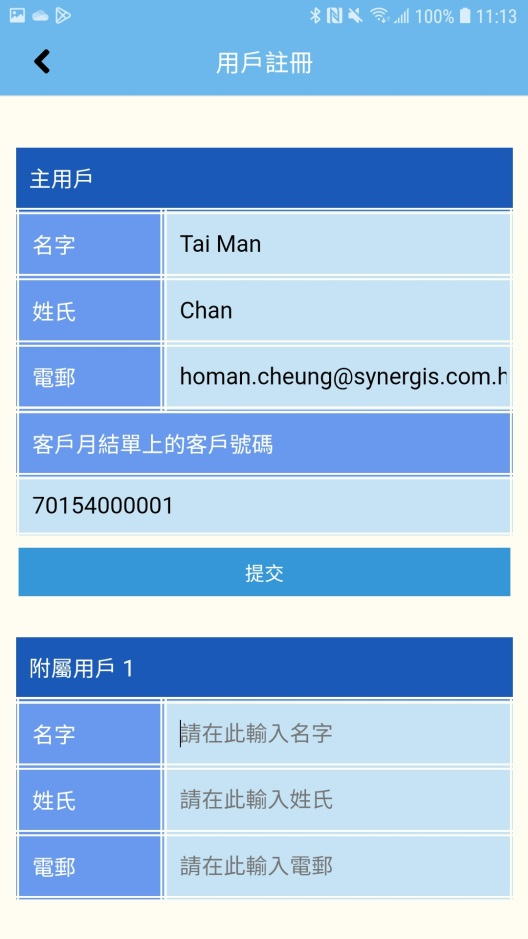 100% 11:13
用戶註冊
主用戶
名字 Tai Man
姓氏 Chan
電郵 homan.cheung@synergis.com.h
客戶月結單上的客戶號碼
70154000001
提交
附屬用戶 1
名字 請在此輸入名字
姓氏 請在此輸入姓氏
電郵 請在此輸入電郵